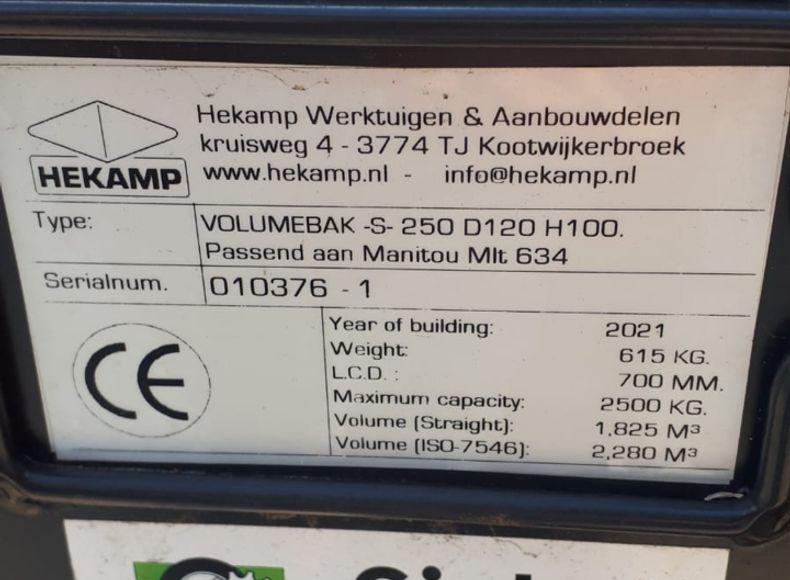 Hekamp Werktuigen & Aanbouwdelen
kruisweg 4 - 3774 TJ Kootwijkerbroek
www.hekamp.nl - info@hekamp.nl
HEKAMP
Type: VOLUMEBAK -S- 250 D120 H100.
Passend aan Manitou Mlt 634
Serialnum. 010376 - 1
CE
Year of building: 2021
Weight: 615 KG.
L.C.D. : 700 MM.
Maximum capacity: 2500 KG.
Volume (Straight): 1,825 M³
Volume (ISO-7546): 2,280 M³